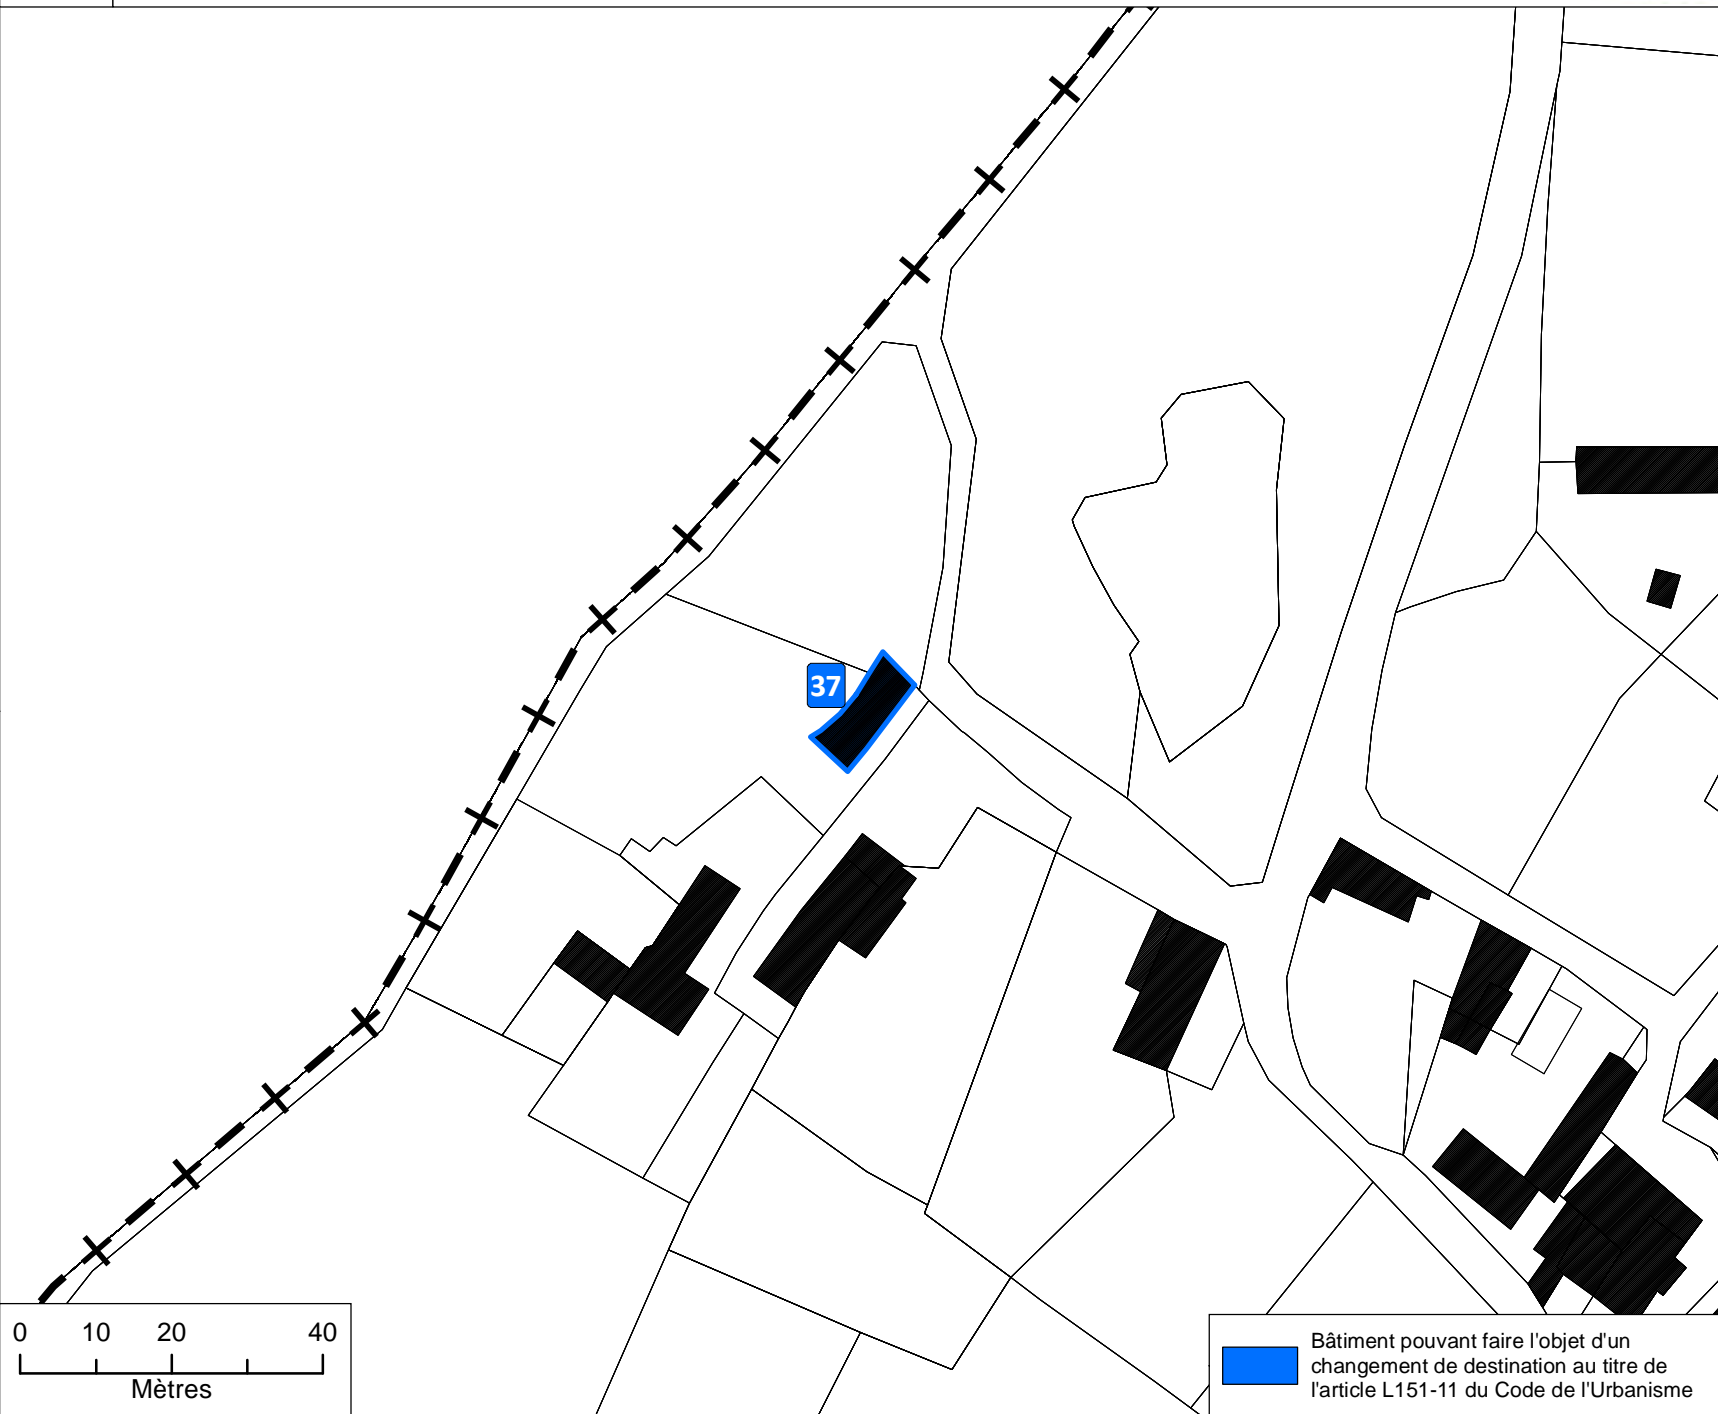 37
0 10 20 40
Mètres
Bâtiment pouvant faire l'objet d'un
changement de destination au titre de
l'article L151-11 du Code de l'Urbanisme